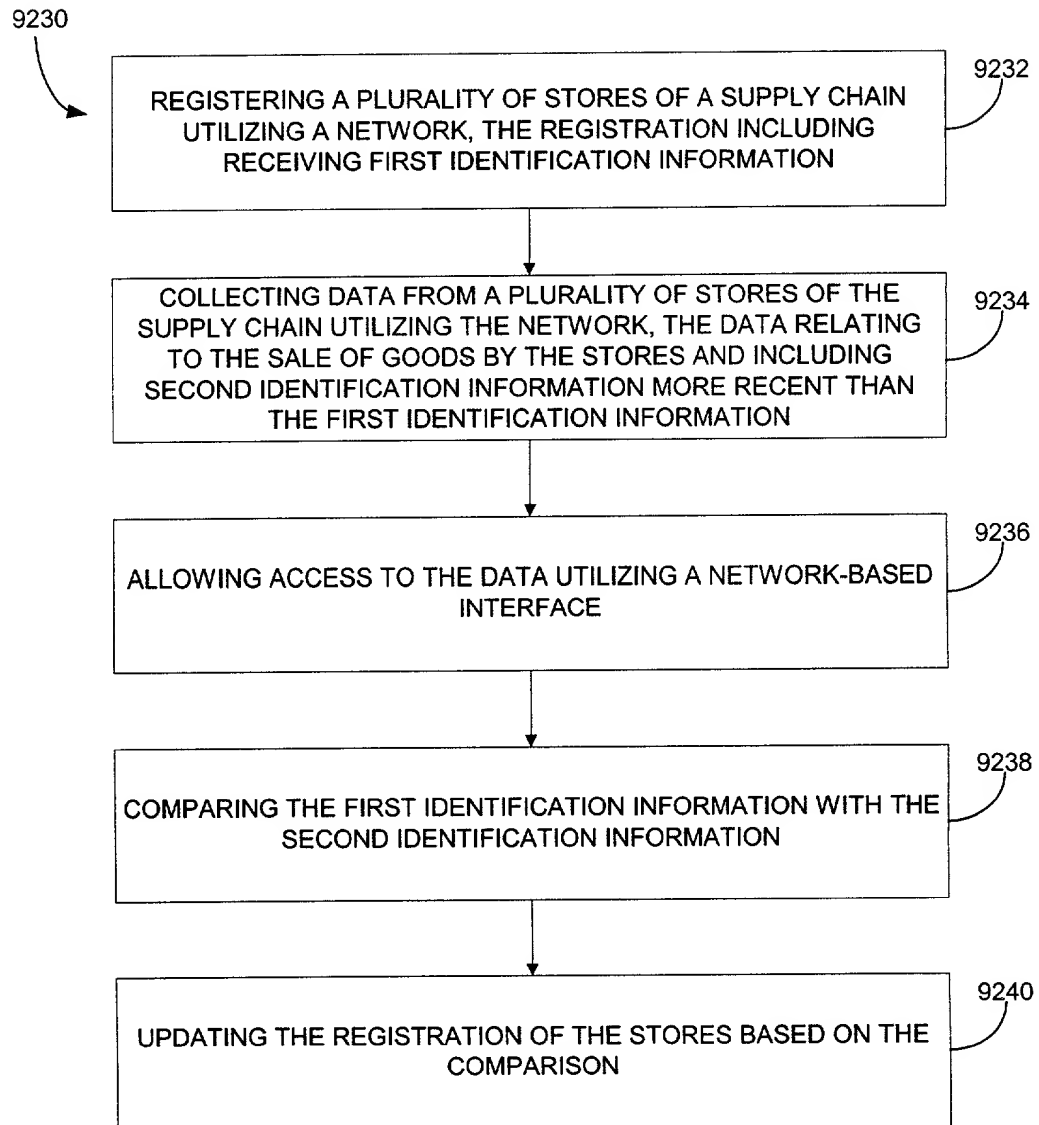 9230
9232
REGISTERING A PLURALITY OF STORES OF A SUPPLY CHAIN
UTILIZING A NETWORK, THE REGISTRATION INCLUDING
RECEIVING FIRST IDENTIFICATION INFORMATION
9234
COLLECTING DATA FROM A PLURALITY OF STORES OF THE
SUPPLY CHAIN UTILIZING THE NETWORK, THE DATA RELATING
TO THE SALE OF GOODS BY THE STORES AND INCLUDING
SECOND IDENTIFICATION INFORMATION MORE RECENT THAN
THE FIRST IDENTIFICATION INFORMATION
9236
ALLOWING ACCESS TO THE DATA UTILIZING A NETWORK-BASED
INTERFACE
9238
COMPARING THE FIRST IDENTIFICATION INFORMATION WITH THE
SECOND IDENTIFICATION INFORMATION
9240
UPDATING THE REGISTRATION OF THE STORES BASED ON THE
COMPARISON